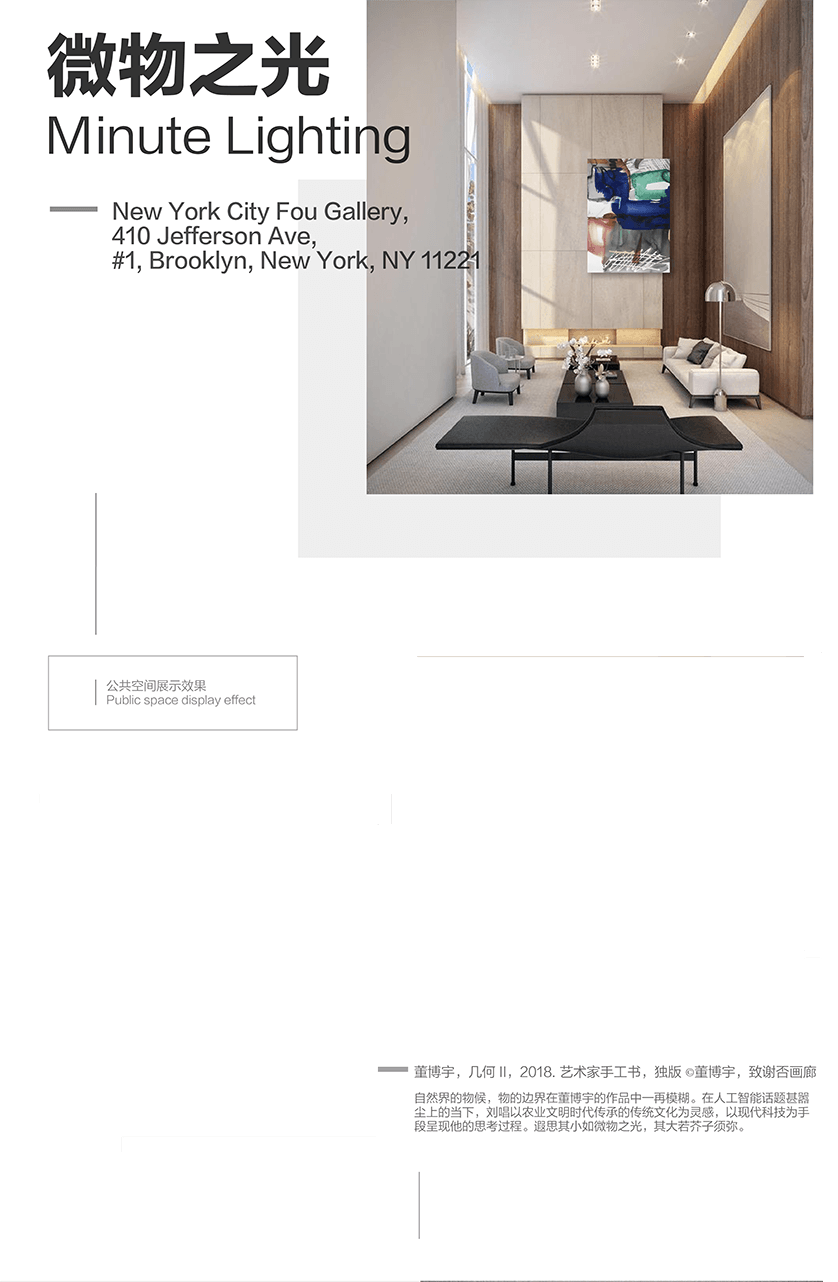 微物之光
Minute Lighting
New York City Fou Gallery,
410 Jefferson Ave,
#1, Brooklyn, New York, NY 11221
公共空间展示效果
Public space display effect
董博宇，几何 II，2018. 艺术家手工书，独版 ©董博宇，致谢否画廊
自然界的物候，物的边界在董博宇的作品中一再模糊。在人工智能话题甚嚣
尘上的当下，刘唱以农业文明时代传承的传统文化为灵感，以现代科技为手
段呈现他的思考过程。遐思其小如微物之光，其大若芥子须弥。